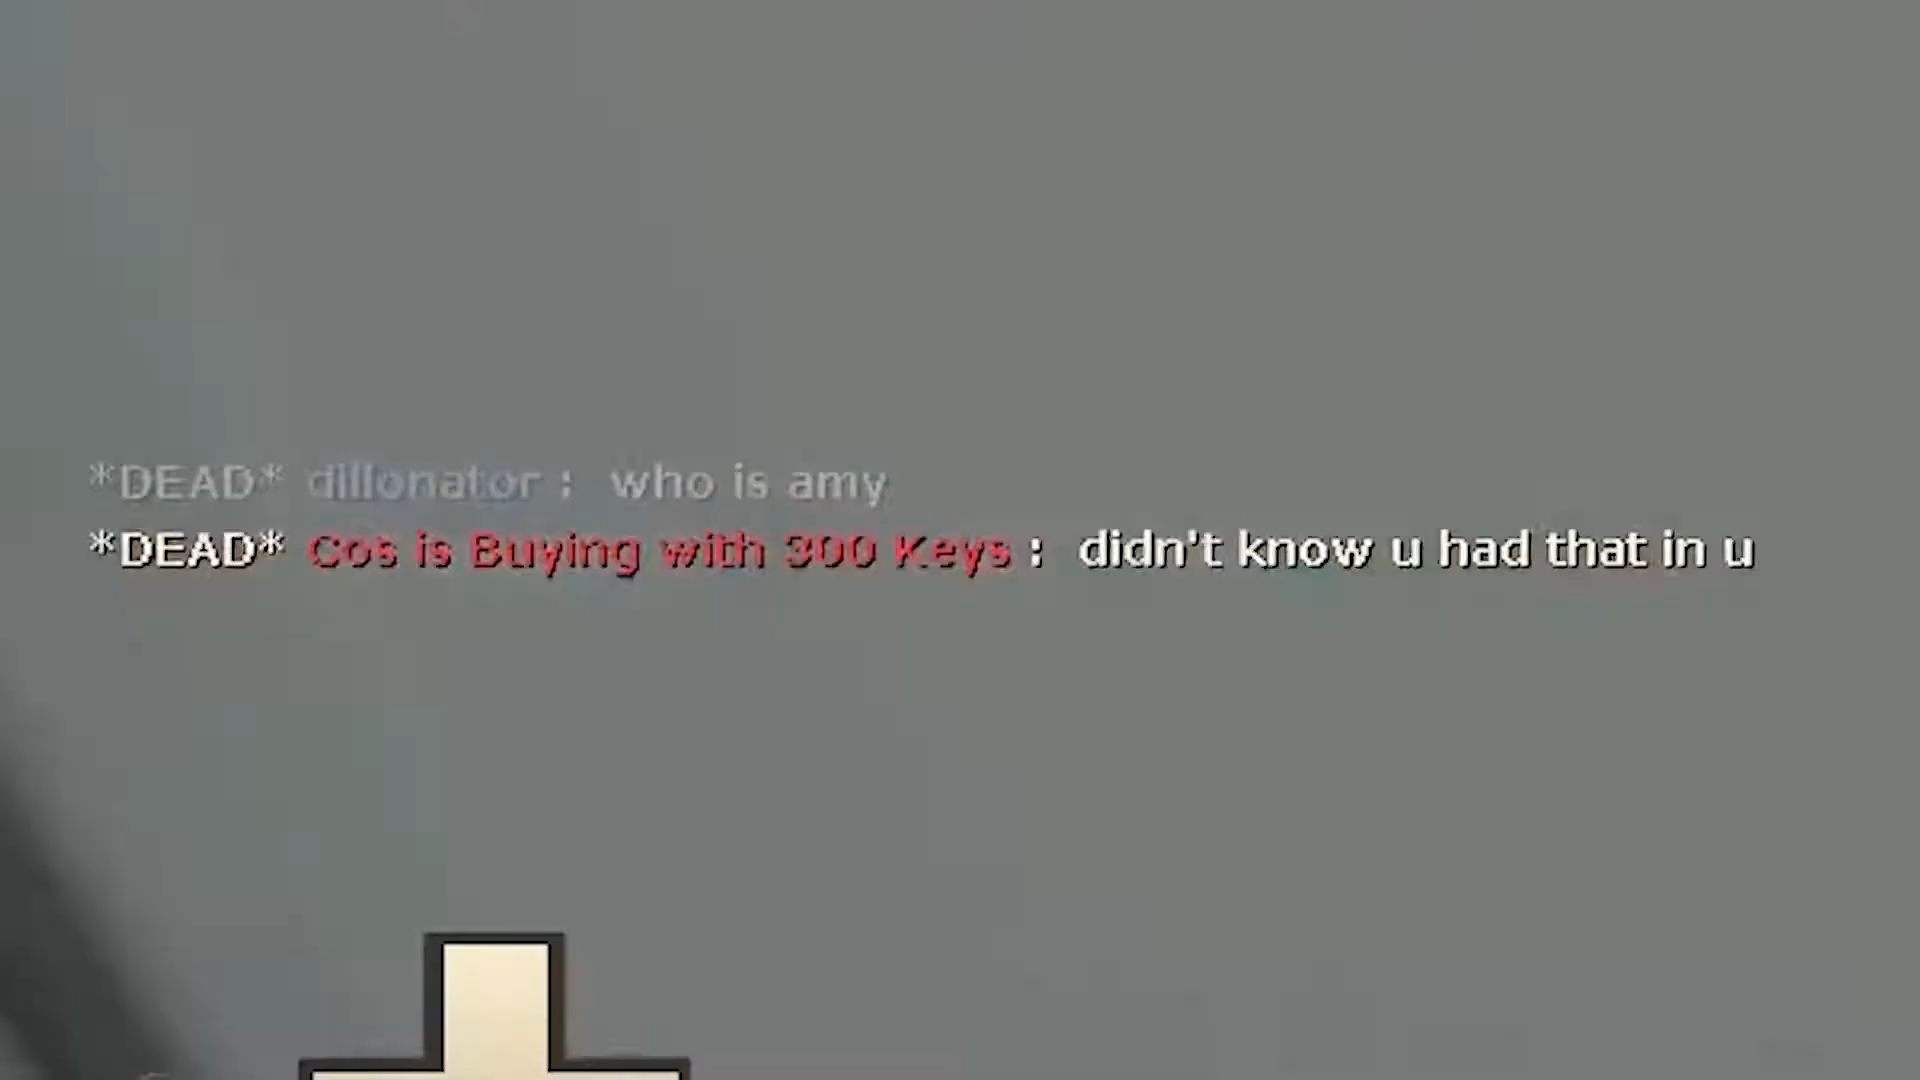 *DEAD* dillonator :  who is amy
*DEAD* Cos is Buying with 300 Keys :  didn't know u had that in u